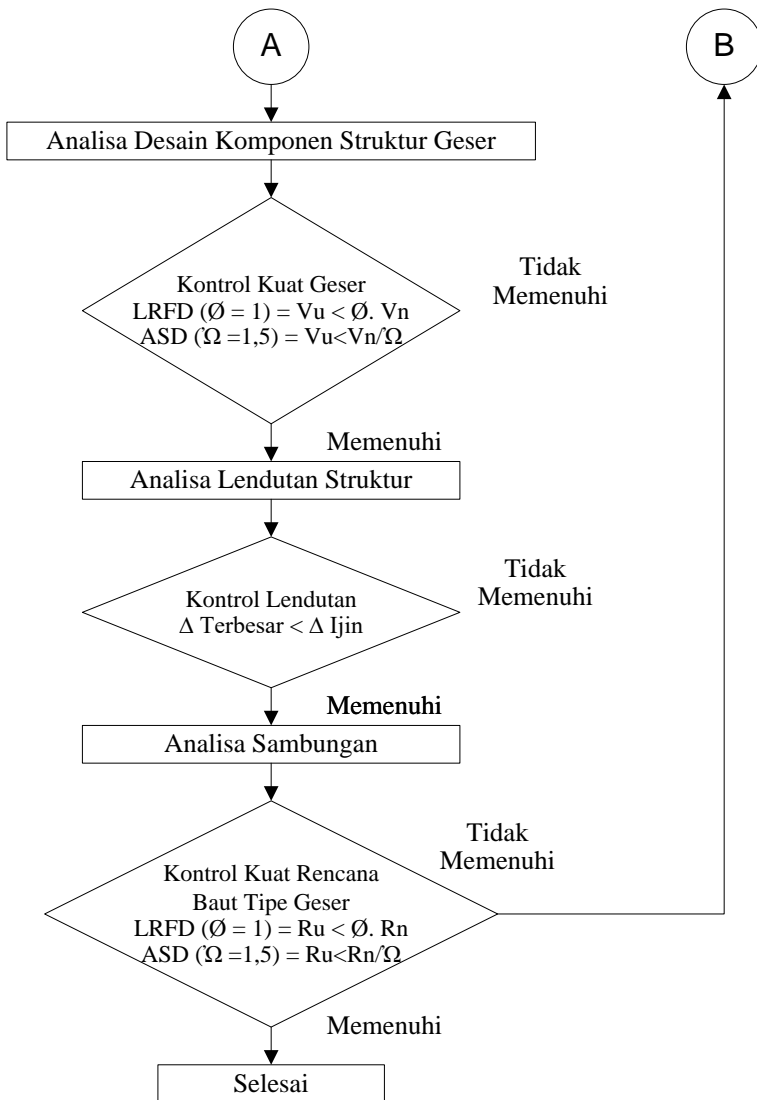 A
B
Analisa Desain Komponen Struktur Geser
Kontrol Kuat Geser
LRFD (Ø = 1) = Vu < Ø. Vn
ASD (Ὼ =1,5) = Vu<Vn/Ὼ
Tidak
Memenuhi
Memenuhi
Analisa Lendutan Struktur
Kontrol Lendutan
Δ Terbesar < Δ Ijin
Tidak
Memenuhi
Memenuhi
Analisa Sambungan
Kontrol Kuat Rencana
Baut Tipe Geser
LRFD (Ø = 1) = Ru < Ø. Rn
ASD (Ὼ =1,5) = Ru<Rn/Ὼ
Tidak
Memenuhi
Memenuhi
Selesai